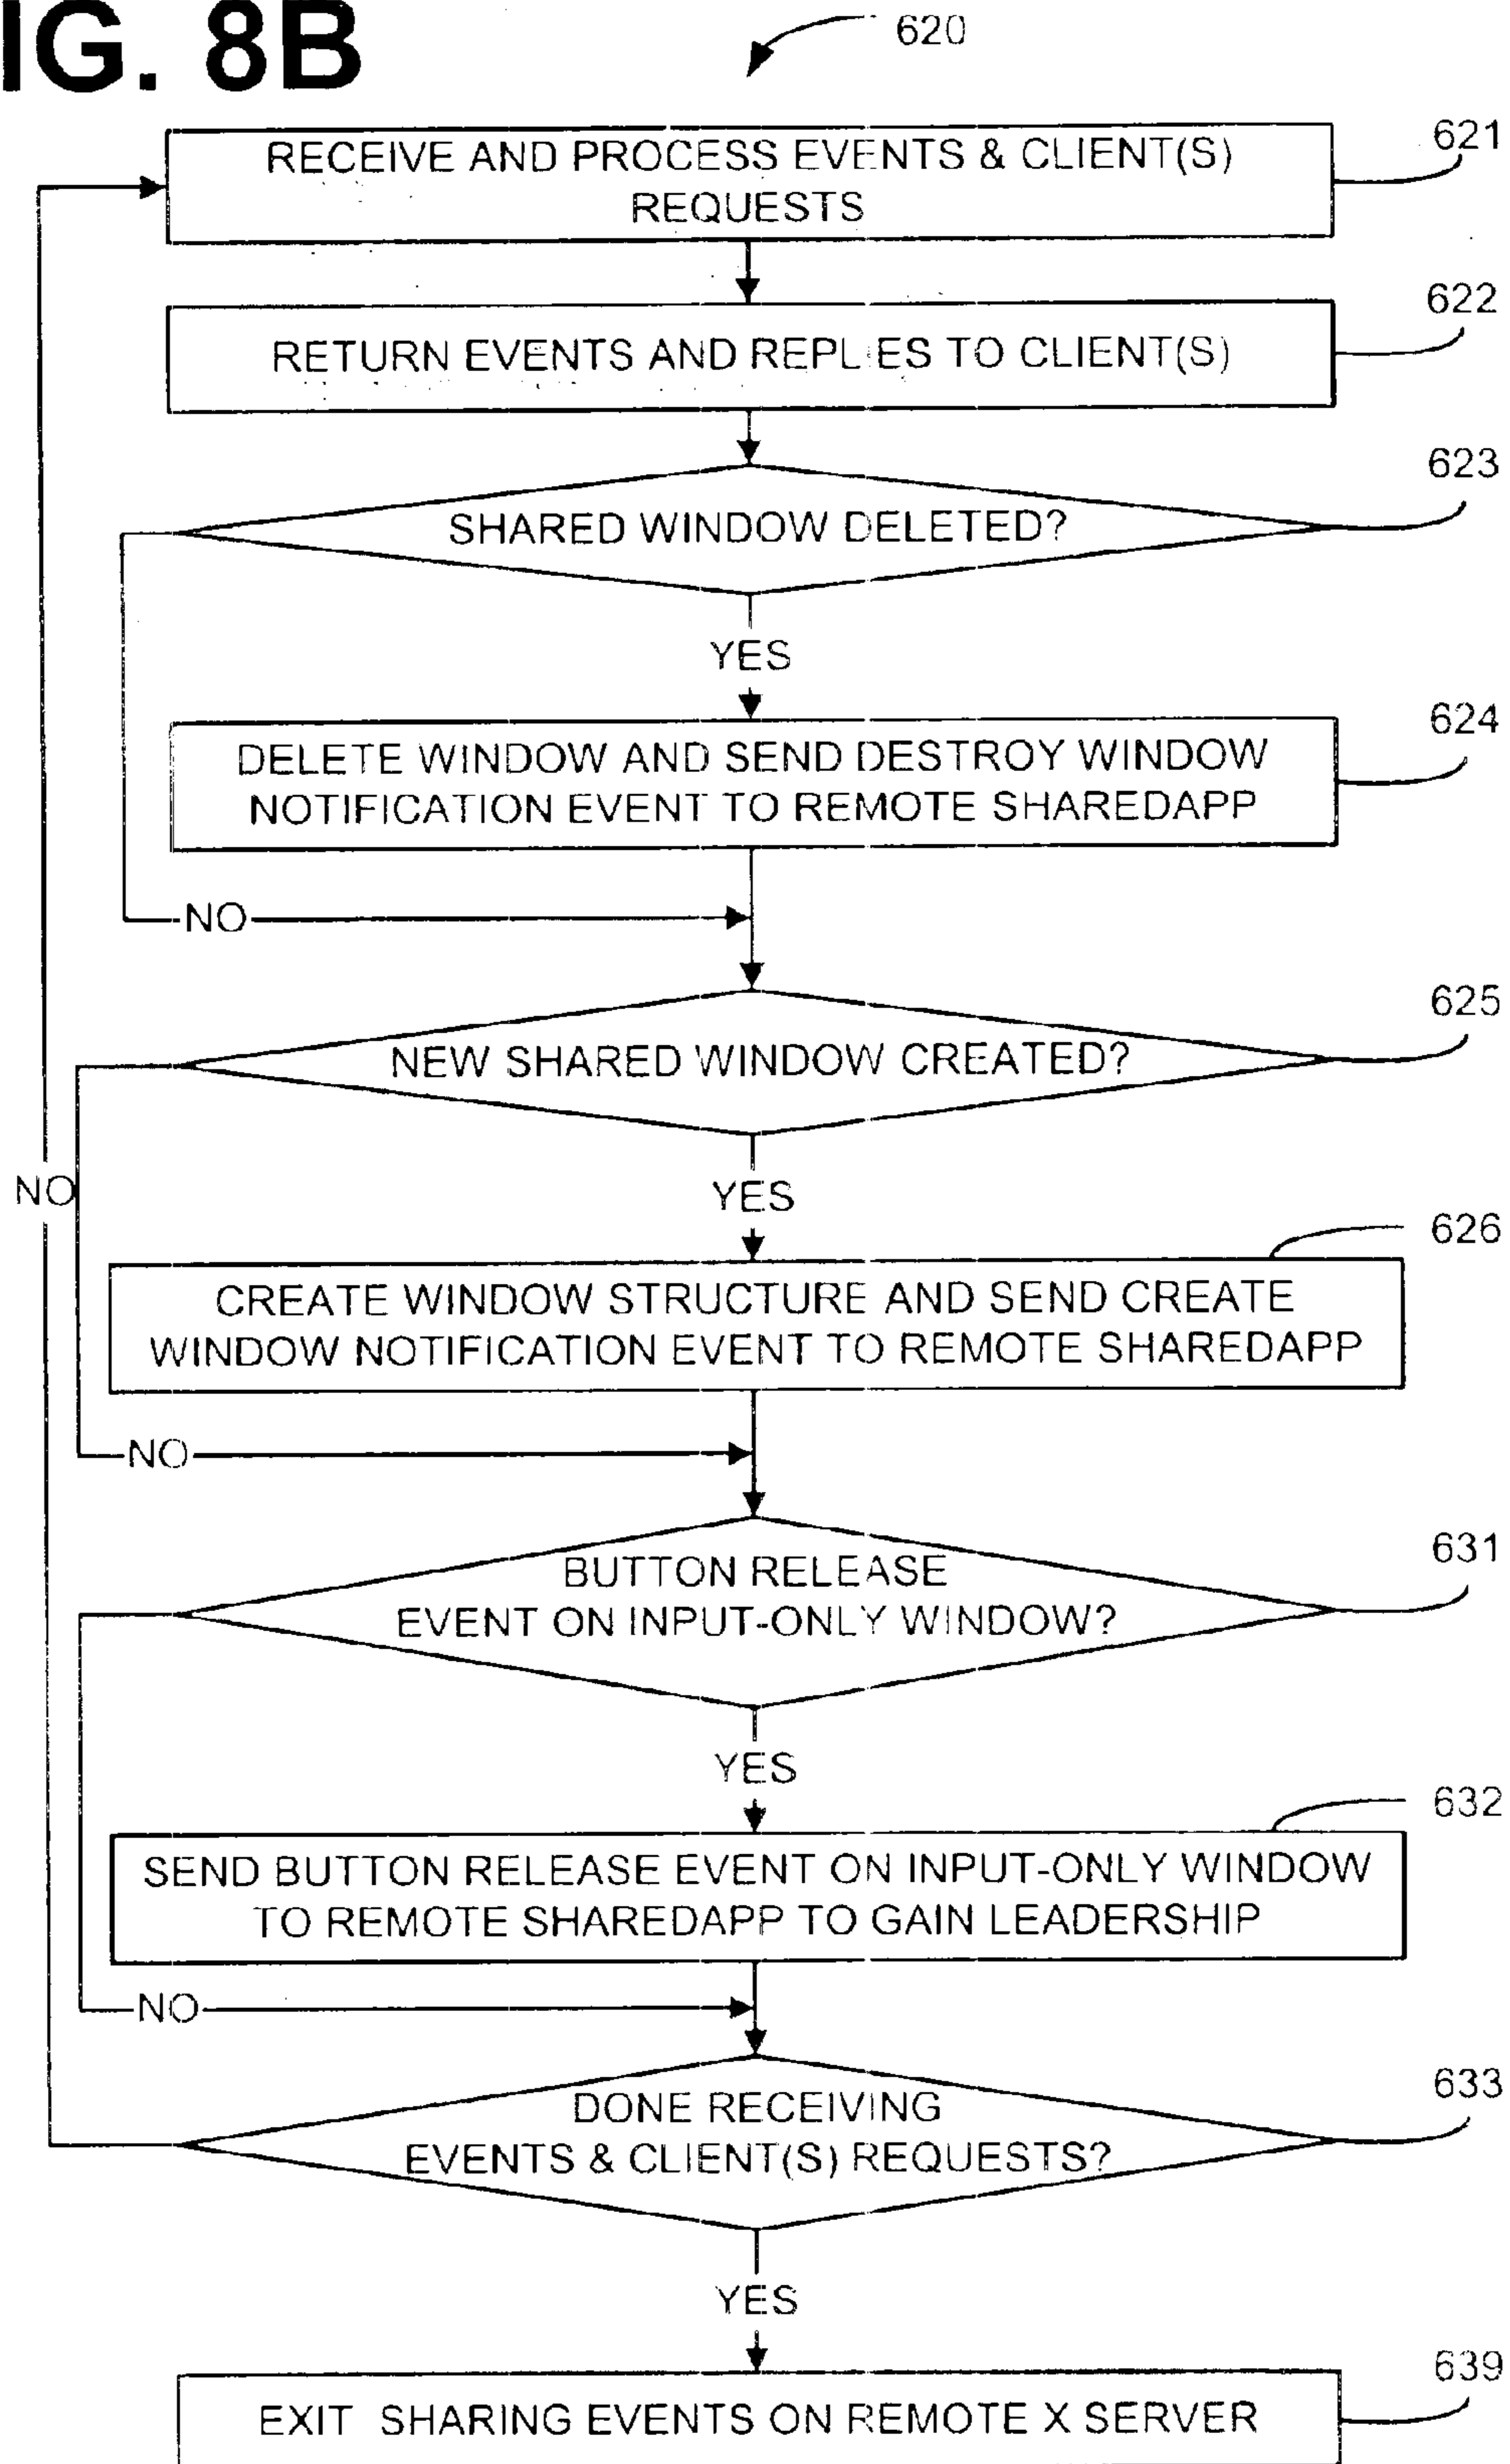 IG. 8B
620
RECEIVE AND PROCESS EVENTS & CLIENT(S)
REQUESTS
621
RETURN EVENTS AND REPLIES TO CLIENT(S)
622
SHARED WINDOW DELETED?
623
YES
DELETE WINDOW AND SEND DESTROY WINDOW
NOTIFICATION EVENT TO REMOTE SHAREDAPP
624
NO
NEW SHARED WINDOW CREATED?
625
NO
YES
CREATE WINDOW STRUCTURE AND SEND CREATE
WINDOW NOTIFICATION EVENT TO REMOTE SHAREDAPP
626
NO
BUTTON RELEASE
EVENT ON INPUT-ONLY WINDOW?
631
YES
SEND BUTTON RELEASE EVENT ON INPUT-ONLY WINDOW
TO REMOTE SHAREDAPP TO GAIN LEADERSHIP
632
NO
DONE RECEIVING
EVENTS & CLIENT(S) REQUESTS?
633
YES
EXIT SHARING EVENTS ON REMOTE X SERVER
639